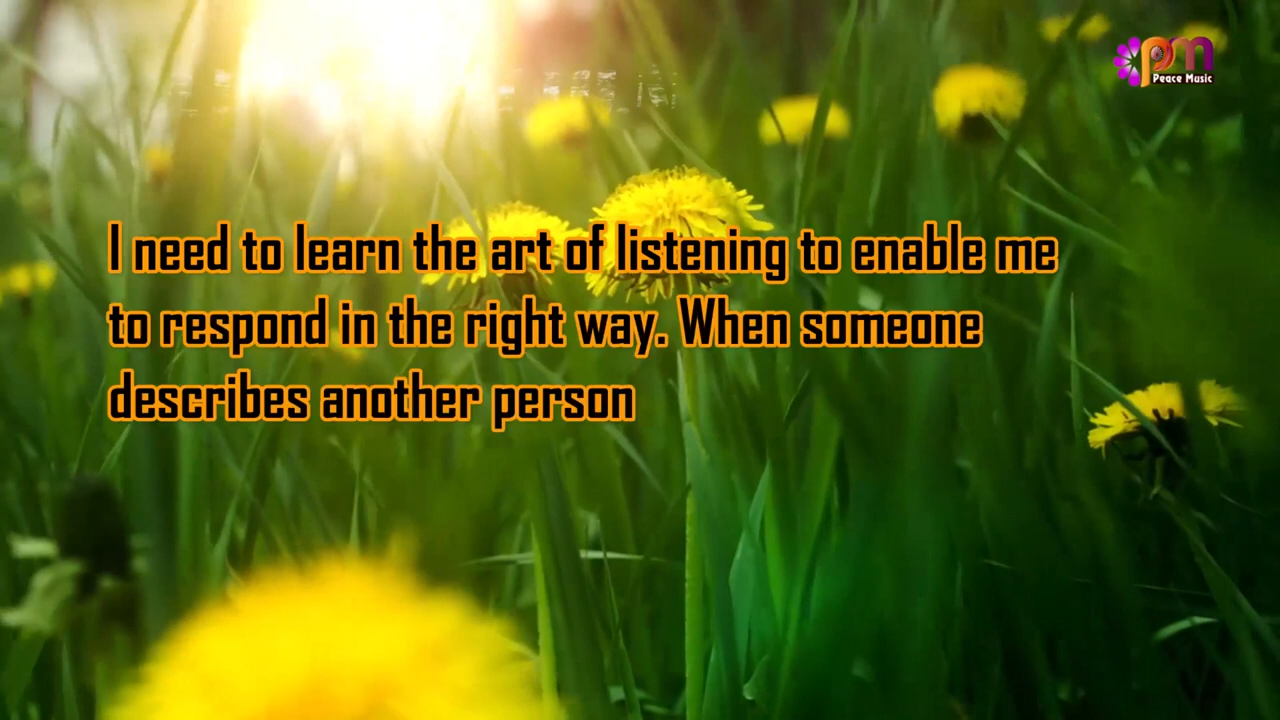 pm
Peace Music
I need to learn the art of listening to enable me
to respond in the right way. When someone
describes another person